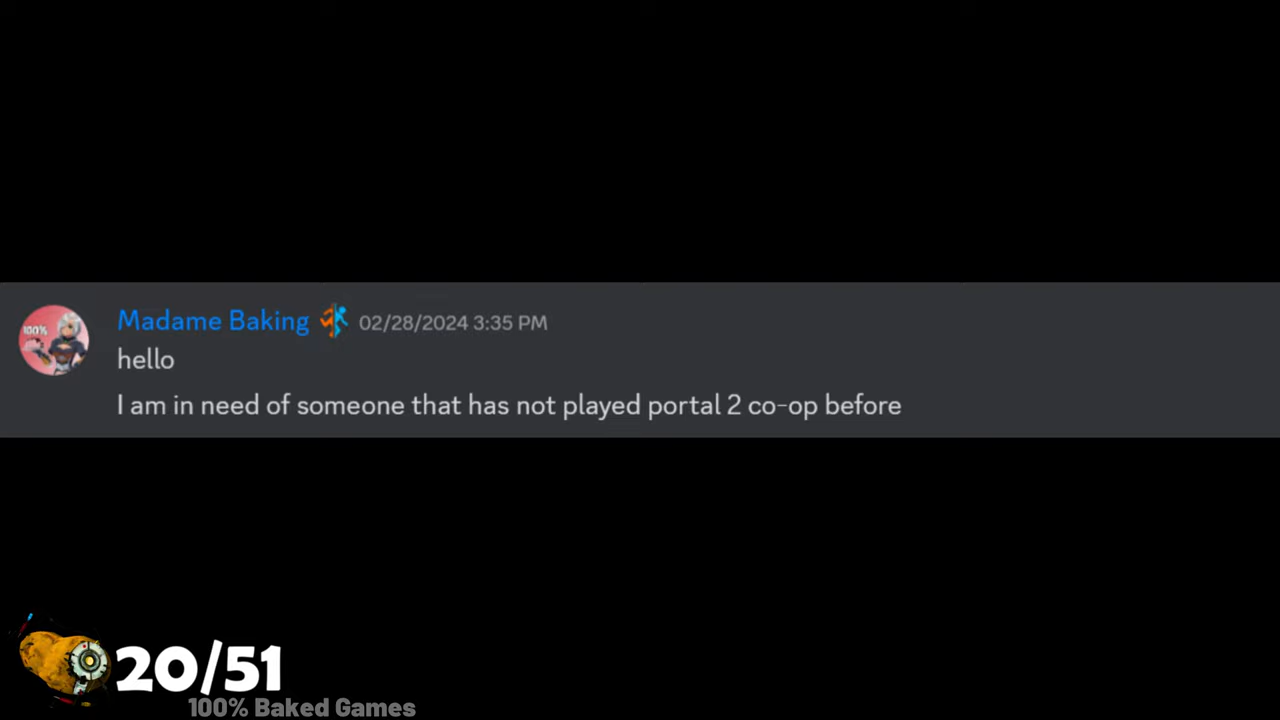 100%
Madame Baking 02/28/2024 3:35 PM
hello
I am in need of someone that has not played portal 2 co-op before
20/51
100% Baked Games